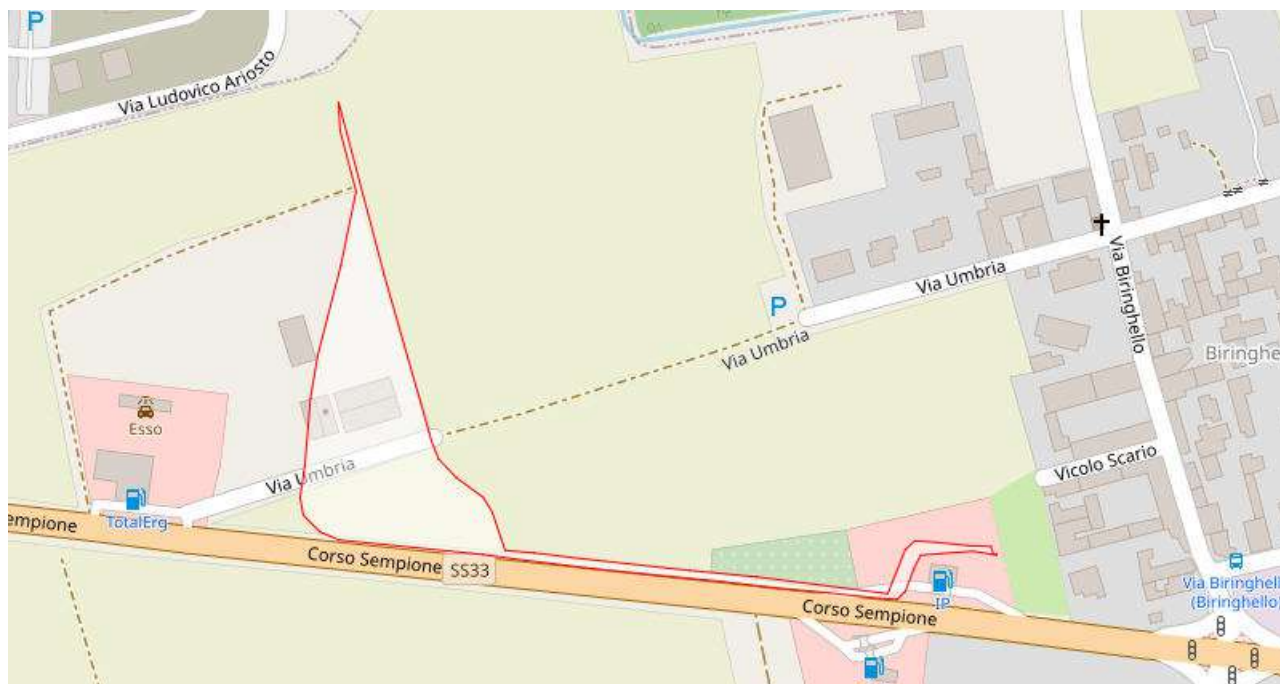 P
Via Ludovico Ariosto
Via Umbria
Via Biringhello
P
Via Umbria
Biringhe
Esso
Vicolo Scario
Via Umbria
TotalErg
empione
Corso Sempione
SS33
Via Biringhell
(Biringhello)
IP
Corso Sempione